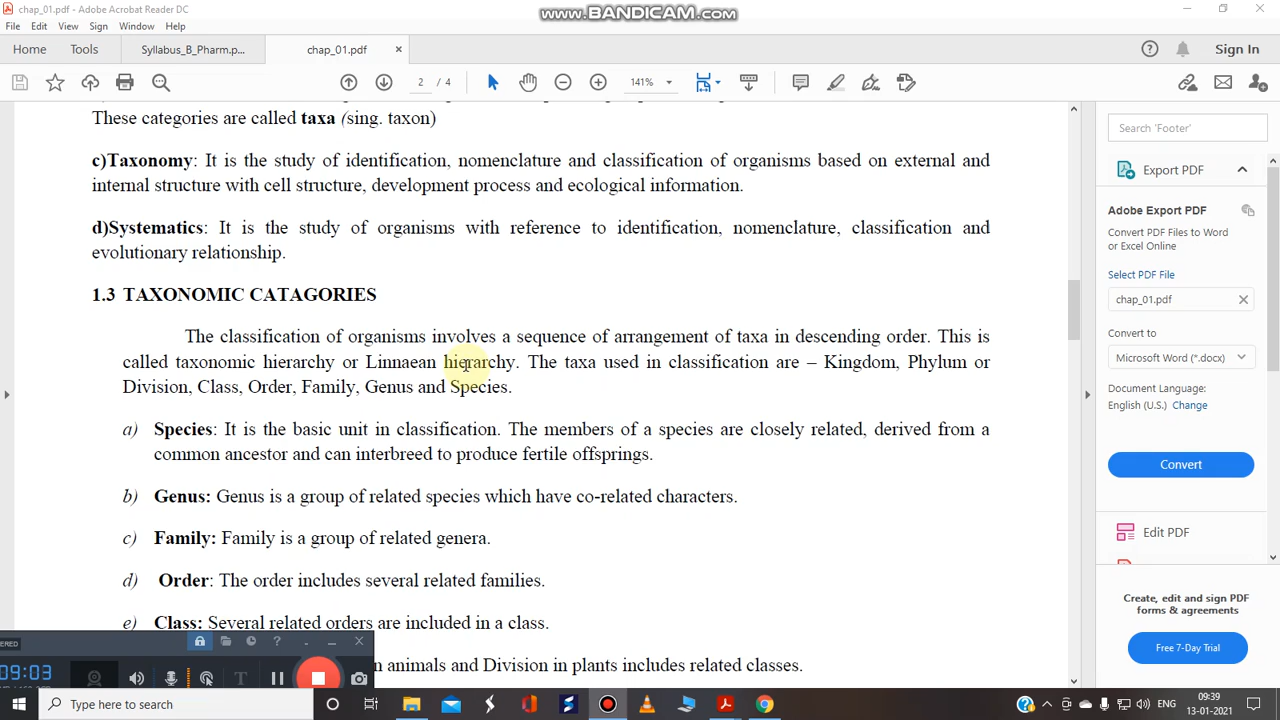 chap_01.pdf - Adobe Acrobat Reader DC
www.BANDICAM.com
File Edit View Sign Window Help
Home Tools Syllabus_B_Pharm.p... chap_01.pdf × Sign In
2 / 4 141%
These categories are called taxa (sing. taxon)
c)Taxonomy: It is the study of identification, nomenclature and classification of organisms based on external and
internal structure with cell structure, development process and ecological information.
d)Systematics: It is the study of organisms with reference to identification, nomenclature, classification and
evolutionary relationship.
1.3 TAXONOMIC CATAGORIES
The classification of organisms involves a sequence of arrangement of taxa in descending order. This is
called taxonomic hierarchy or Linnaean hierarchy. The taxa used in classification are – Kingdom, Phylum or
Division, Class, Order, Family, Genus and Species.
a) Species: It is the basic unit in classification. The members of a species are closely related, derived from a
common ancestor and can interbreed to produce fertile offsprings.
b) Genus: Genus is a group of related species which have co-related characters.
c) Family: Family is a group of related genera.
d) Order: The order includes several related families.
e) Class: Several related orders are included in a class.
n animals and Division in plants includes related classes.
Search 'Footer'
Export PDF
Adobe Export PDF
Convert PDF Files to Word
or Excel Online
Select PDF File
chap_01.pdf
Convert to
Microsoft Word (*.docx)
Document Language:
English (U.S.) Change
Convert
Edit PDF
Create, edit and sign PDF
forms & agreements
Free 7-Day Trial
ERED
09:03
Type here to search
ENG
09:39
13-01-2021